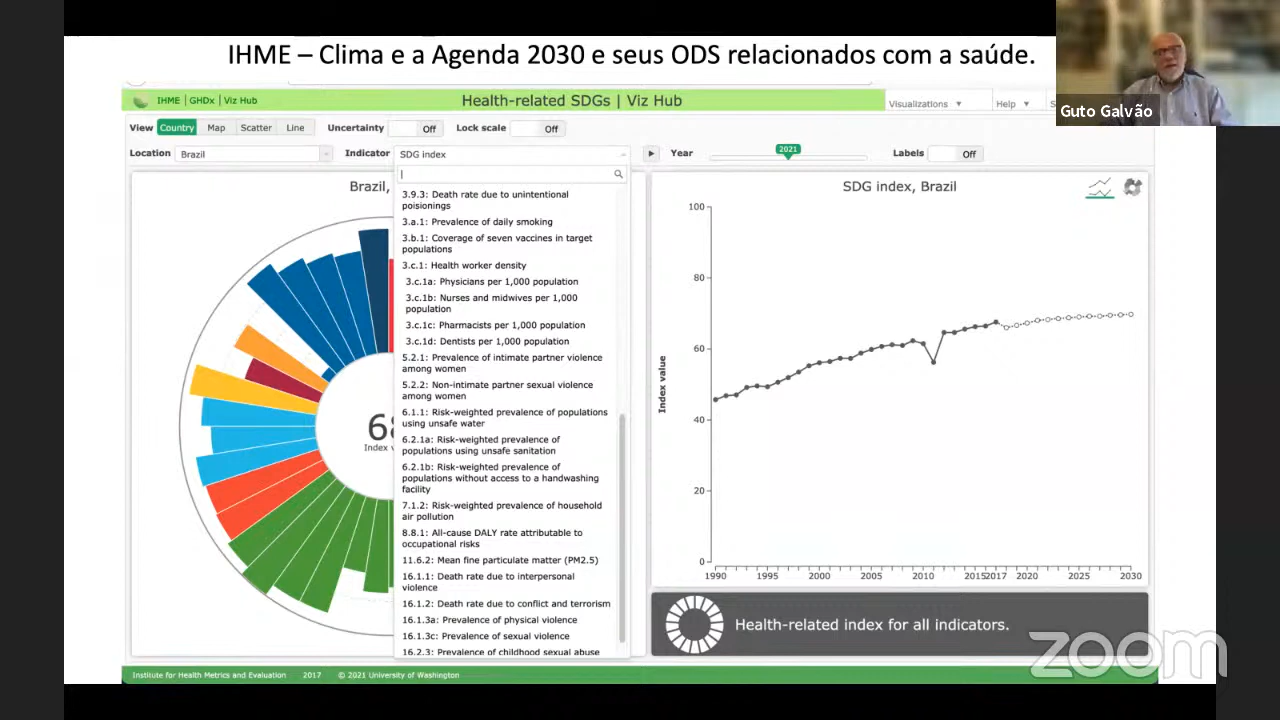 IHME – Clima e a Agenda 2030 e seus ODS relacionados com a saúde.
Guto Galvão
IHME | GHDx | Viz Hub
Health-related SDGs | Viz Hub
Visualizations
Help
View Country Map Scatter Line Uncertainty Off Lock scale Off
Location Brazil Indicator SDG index Year 2021 Labels Off
Brazil,
3.9.3: Death rate due to unintentional
poisionings
3.a.1: Prevalence of daily smoking
3.b.1: Coverage of seven vaccines in target
populations
3.c.1: Health worker density
3.c.1a: Physicians per 1,000 population
3.c.1b: Nurses and midwives per 1,000
population
3.c.1c: Pharmacists per 1,000 population
3.c.1d: Dentists per 1,000 population
5.2.1: Prevalence of intimate partner violence
among women
5.2.2: Non-intimate partner sexual violence
among women
6.1.1: Risk-weighted prevalence of populations
using unsafe water
6.2.1a: Risk-weighted prevalence of
populations using unsafe sanitation
6.2.1b: Risk-weighted prevalence of
populations without access to a handwashing
facility
7.1.2: Risk-weighted prevalence of household
air pollution
8.8.1: All-cause DALY rate attributable to
occupational risks
11.6.2: Mean fine particulate matter (PM2.5)
16.1.1: Death rate due to interpersonal
violence
16.1.2: Death rate due to conflict and terrorism
16.1.3a: Prevalence of physical violence
16.1.3c: Prevalence of sexual violence
16.2.3: Prevalence of childhood sexual abuse
Index
SDG index, Brazil
100
80
60
40
20
0
Index value
1990 1995 2000 2005 2010 2015 2017 2020 2025 2030
Health-related index for all indicators.
Institute for Health Metrics and Evaluation 2017 © 2021 University of Washington
zoom